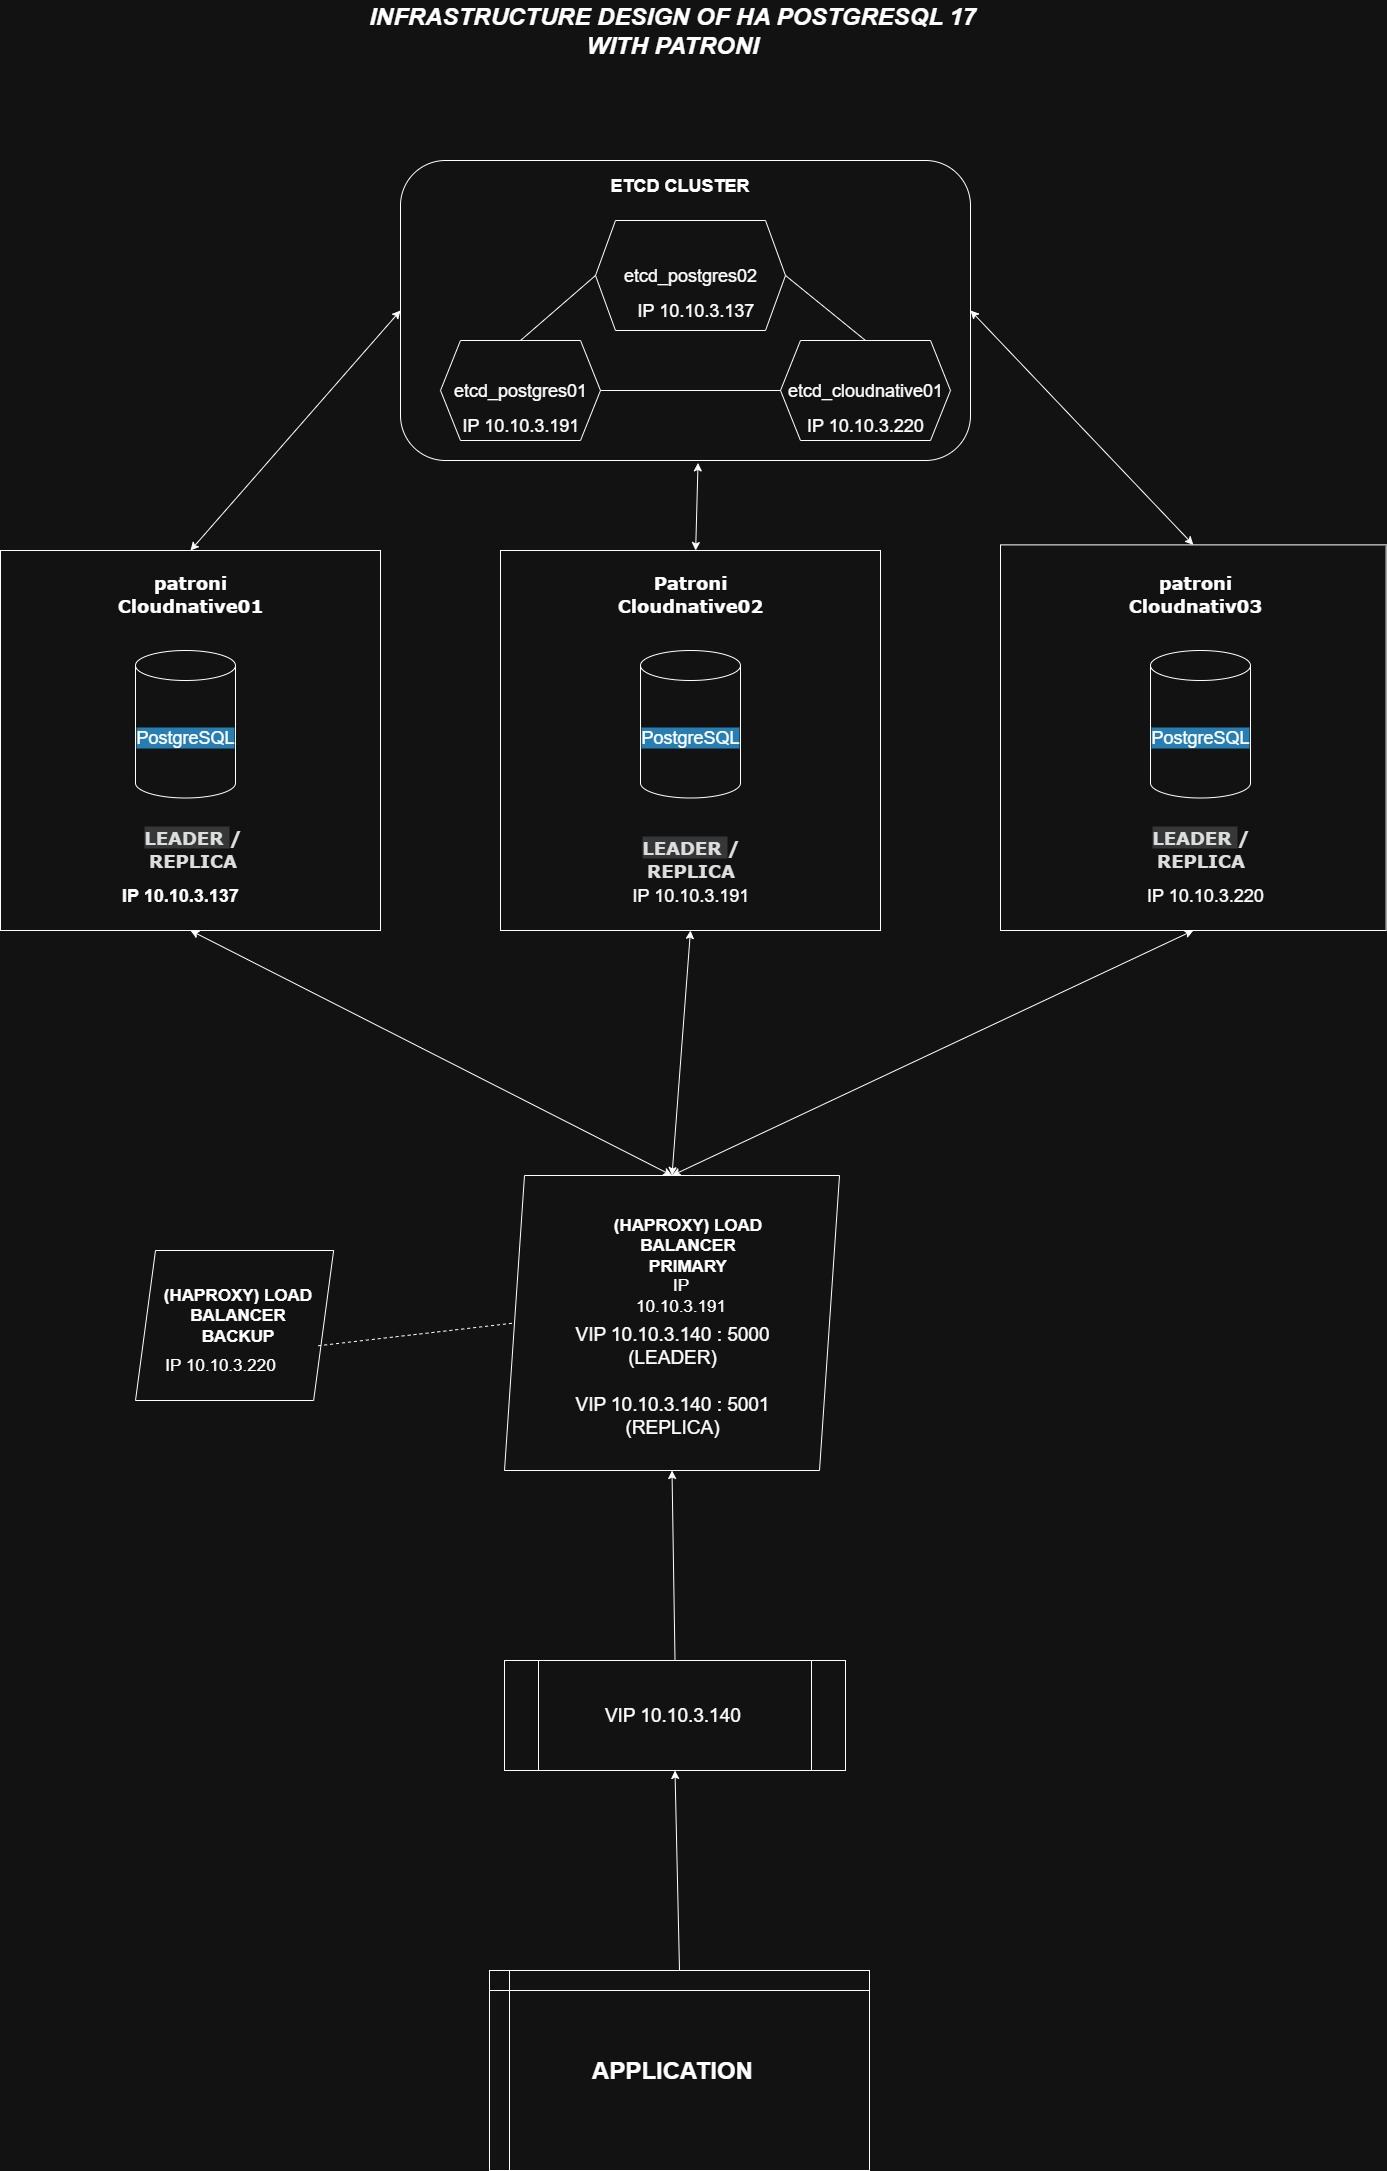 INFRASTRUCTURE DESIGN OF HA POSTGRESQL 17
WITH PATRONI
ETCD CLUSTER
etcd_postgres02
IP 10.10.3.137
etcd_postgres01
IP 10.10.3.191
etcd_cloudnative01
IP 10.10.3.220
patroni
Cloudnative01
PostgreSQL
LEADER /
REPLICA
IP 10.10.3.137
Patroni
Cloudnative02
PostgreSQL
LEADER /
REPLICA
IP 10.10.3.191
patroni
Cloudnativ03
PostgreSQL
LEADER /
REPLICA
IP 10.10.3.220
(HAPROXY) LOAD
BALANCER
BACKUP
IP 10.10.3.220
(HAPROXY) LOAD
BALANCER
PRIMARY
IP
10.10.3.191
VIP 10.10.3.140 : 5000
(LEADER)
VIP 10.10.3.140 : 5001
(REPLICA)
VIP 10.10.3.140
APPLICATION